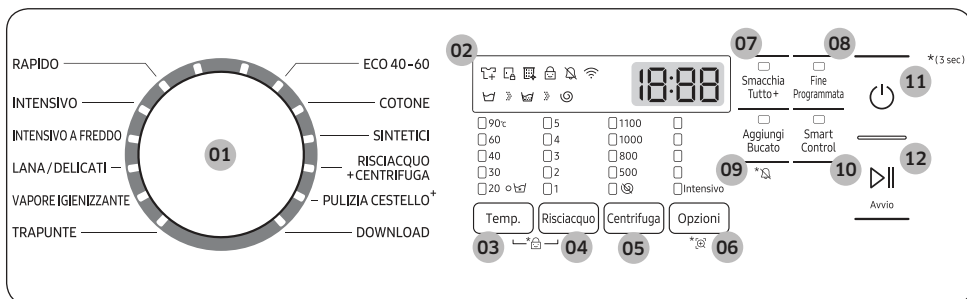 RAPIDO
INTENSIVO
INTENSIVO A FREDDO
LANA/DELICATI
VAPORE IGIENIZZANTE
TRAPUNTE
01
ECO 40-60
COTONE
SINTETICI
RISCIACQUO
+CENTRIFUGA
PULIZIA CESTELLO+
DOWNLOAD
02
18:88
90℃
60
40
30
20
5
4
3
2
1
1100
1000
800
500
Intensivo
Temp.
Risciacquo
Centrifuga
Opzioni
03
*
04
05
*
06
07
Smacchia
Tutto+
08
Fine
Programmata
Aggiungi
Bucato
09
*
Smart
Control
10
*(3 sec)
11
12
Avvio